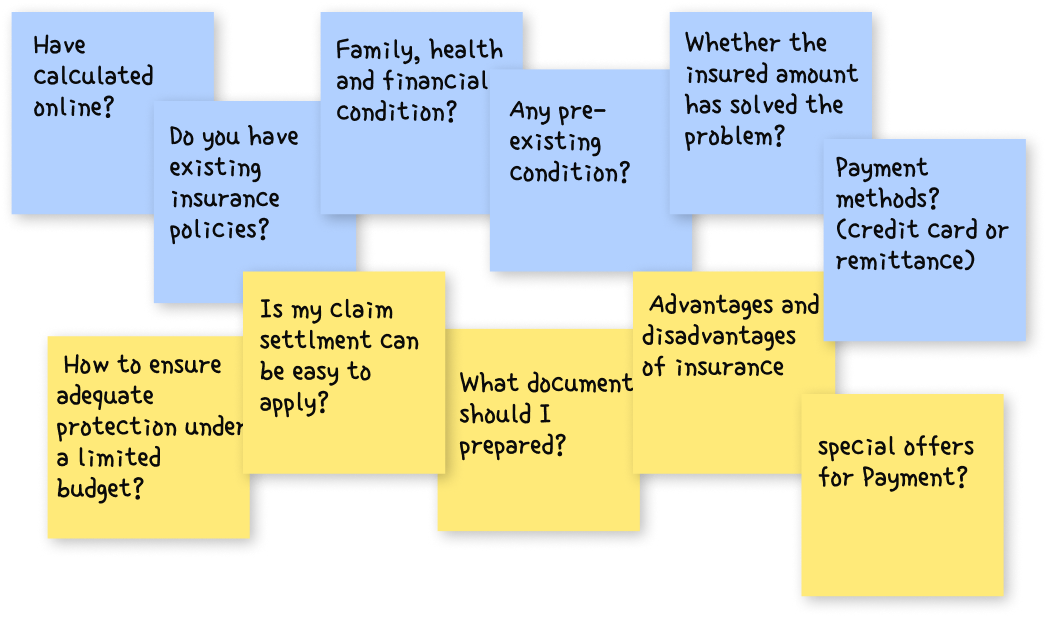 Have
calculated
online?
Do you have
existing
insurance
policies?
Family, health
and financial
condition?
Any pre-
existing
condition?
Whether the
insured amount
has solved the
problem?
Payment
methods?
(credit card or
remittance)
How to ensure
adequate
protection under
a limited
budget?
Is my claim
settlment can
be easy to
apply?
What document
should I
prepared?
Advantages and
disadvantages
of insurance
special offers
for Payment?